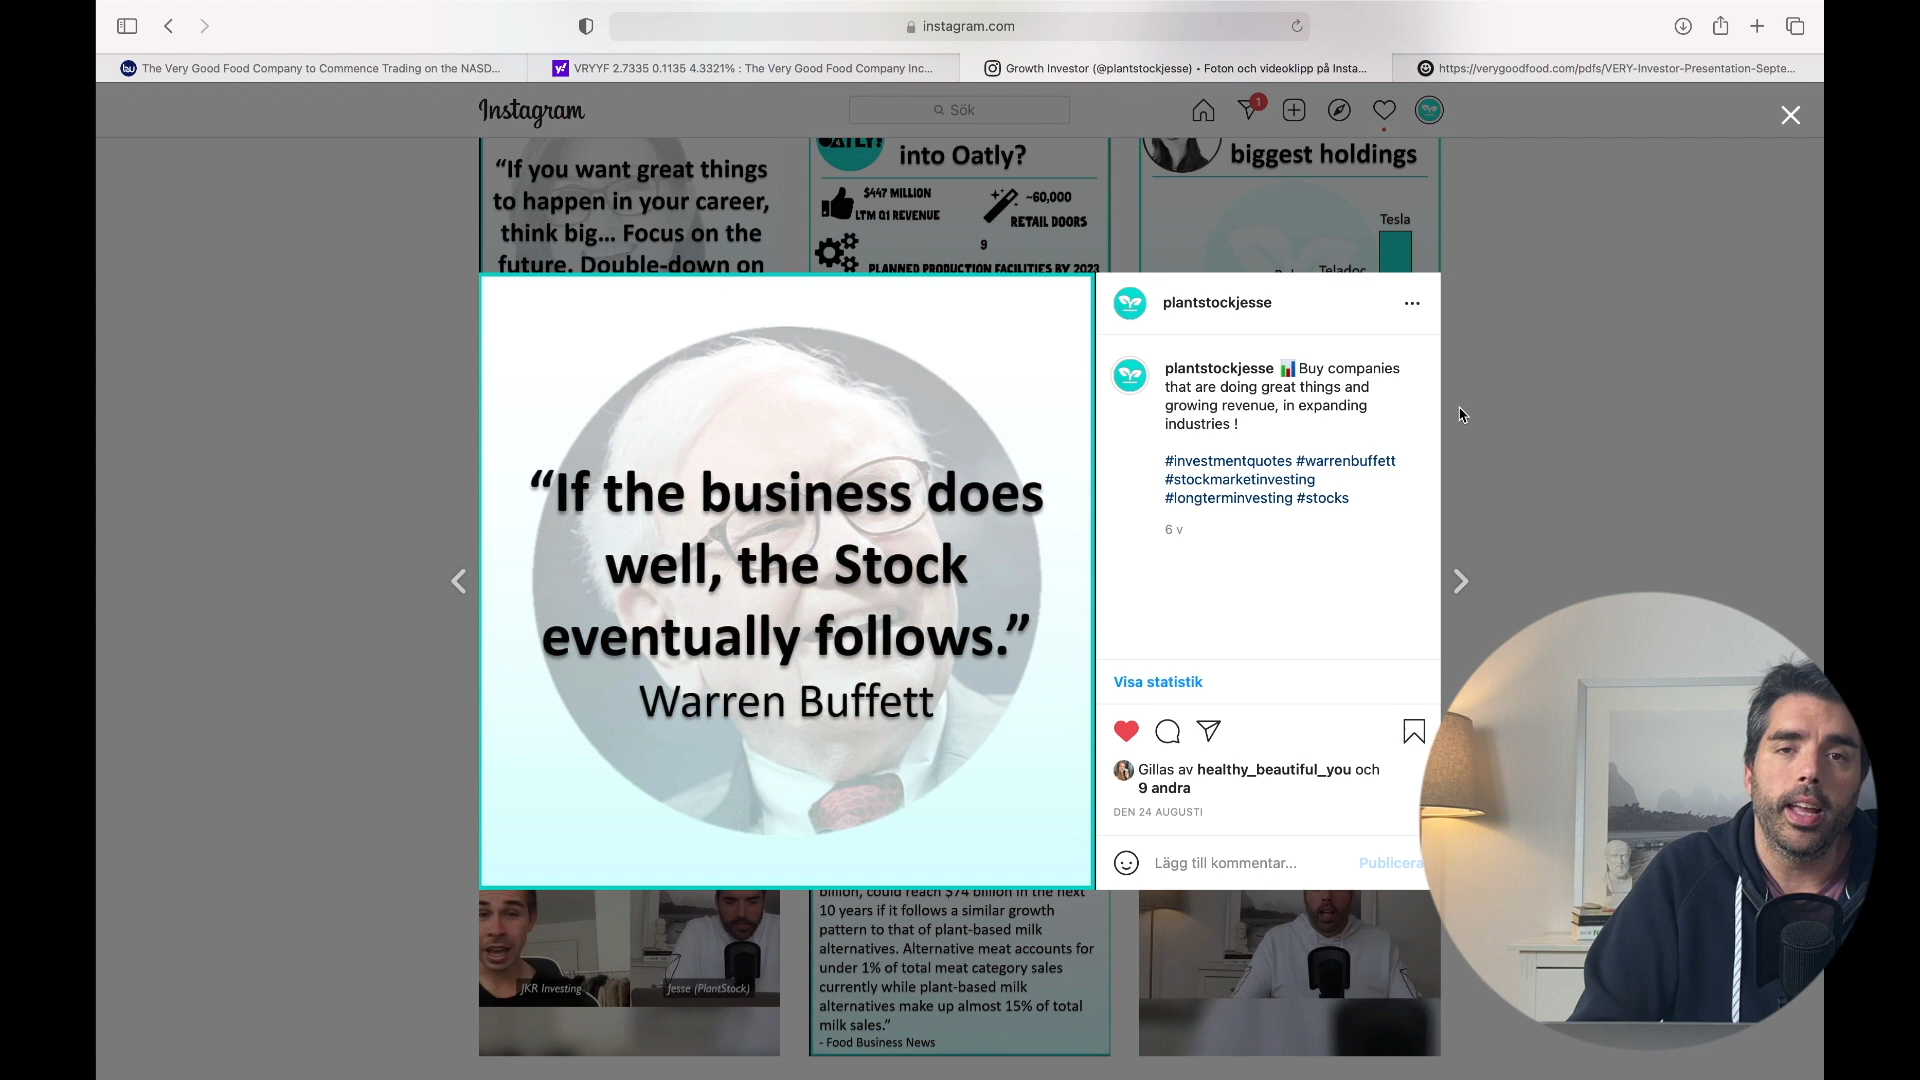 instagram.com
The Very Good Food Company to Commence Trading on the NASD...
VRYYF 2.7335 0.1135 4.3321% : The Very Good Food Company Inc...
Growth Investor (@plantstockjesse) • Foton och videoklipp på Insta...
https://verygoodfood.com/pdfs/VERY-Investor-Presentation-Septe...
Instagram
Sök
1
“If you want great things
to happen in your career,
think big... Focus on the
future. Double-down on
OATLY!
into Oatly?
$447 MILLION
LTM Q1 REVENUE
~60,000
RETAIL DOORS
9
PLANNED PRODUCTION FACILITIES BY 2023
biggest holdings
Tesla
Teladoc
“If the business does
well, the Stock
eventually follows.”
Warren Buffett
plantstockjesse
plantstockjesse 📊 Buy companies
that are doing great things and
growing revenue, in expanding
industries !
#investmentquotes #warrenbuffett
#stockmarketinvesting
#longterminvesting #stocks
6 v
Visa statistik
Gillas av healthy_beautiful_you och
9 andra
DEN 24 AUGUSTI
Lägg till kommentar...
Publicera
JKR Investing
Jesse (PlantStock)
billion, could reach $74 billion in the next
10 years if it follows a similar growth
pattern to that of plant-based milk
alternatives. Alternative meat accounts for
under 1% of total meat category sales
currently while plant-based milk
alternatives make up almost 15% of total
milk sales.”
- Food Business News